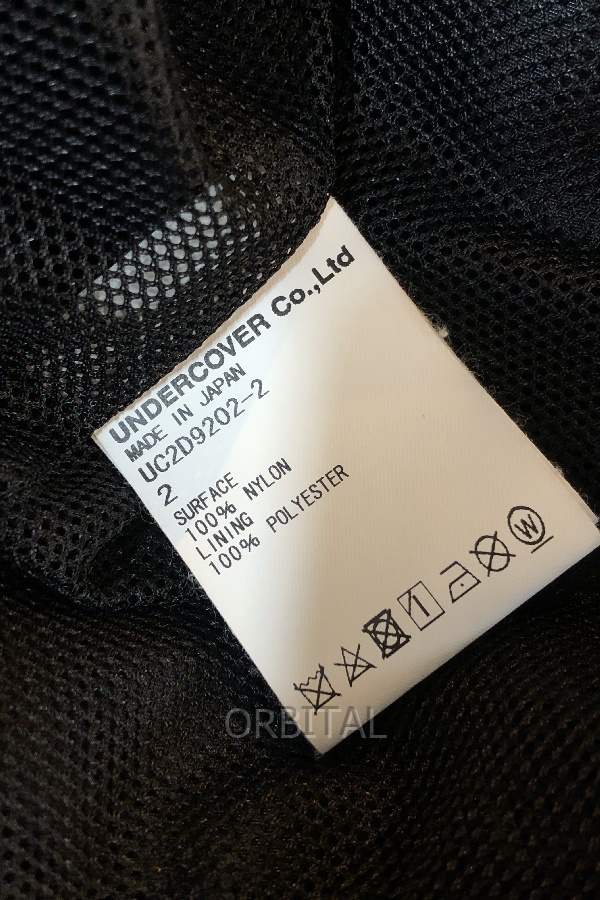 UNDERCOVER Co.,Ltd
MADE IN JAPAN
UC2D9202-2
2
SURFACE
100% NYLON
LINING
100% POLYESTER
W
ORBITAL